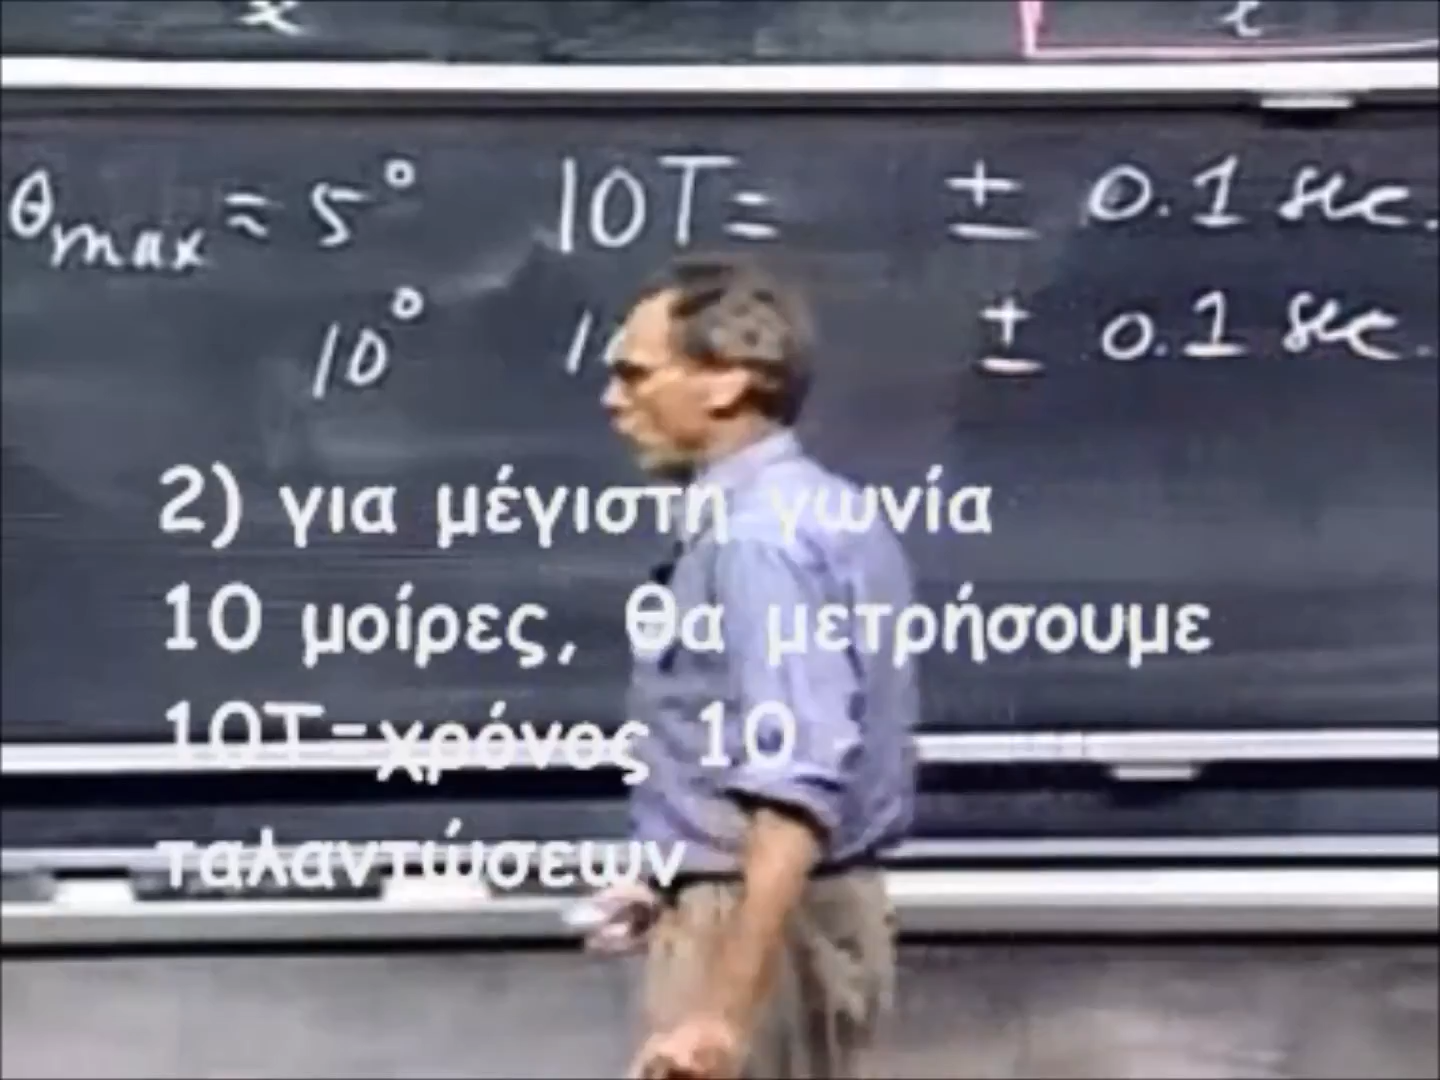 x t
θmax ≈ 5° 10T = ± 0.1 sec.
10° ± 0.1 sec.
2) για μέγιστη γωνία
10 μοίρες, θα μετρήσουμε
10Τ=χρόνος 10
ταλαντώσεων